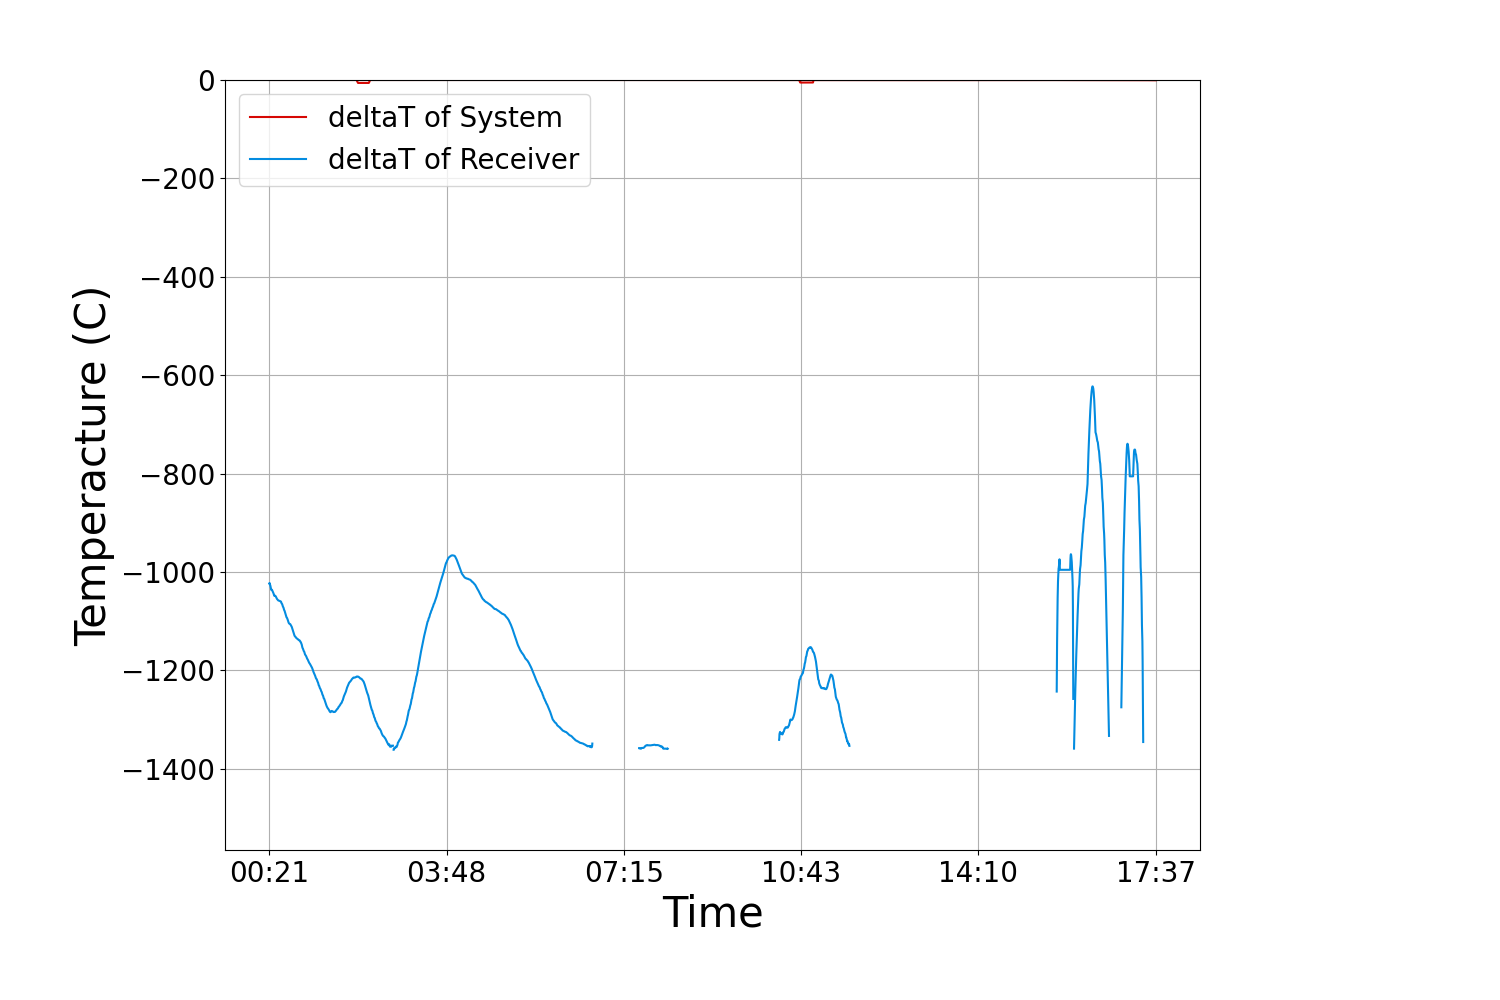 0
deltaT of System
deltaT of Receiver
−200
−400
−600
−800
−1000
−1200
−1400
Temperacture (C)
00:21 03:48 07:15 10:43 14:10 17:37
Time